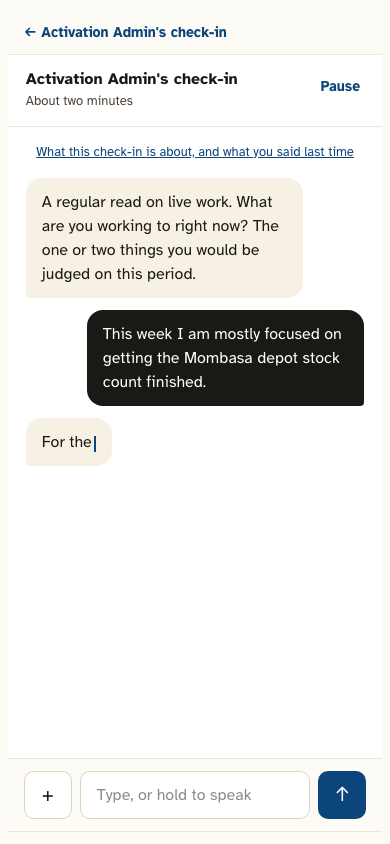 ← Activation Admin's check-in
Activation Admin's check-in
About two minutes
Pause
What this check-in is about, and what you said last time
A regular read on live work. What
are you working to right now? The
one or two things you would be
judged on this period.
This week I am mostly focused on
getting the Mombasa depot stock
count finished.
For the
+
Type, or hold to speak
↑